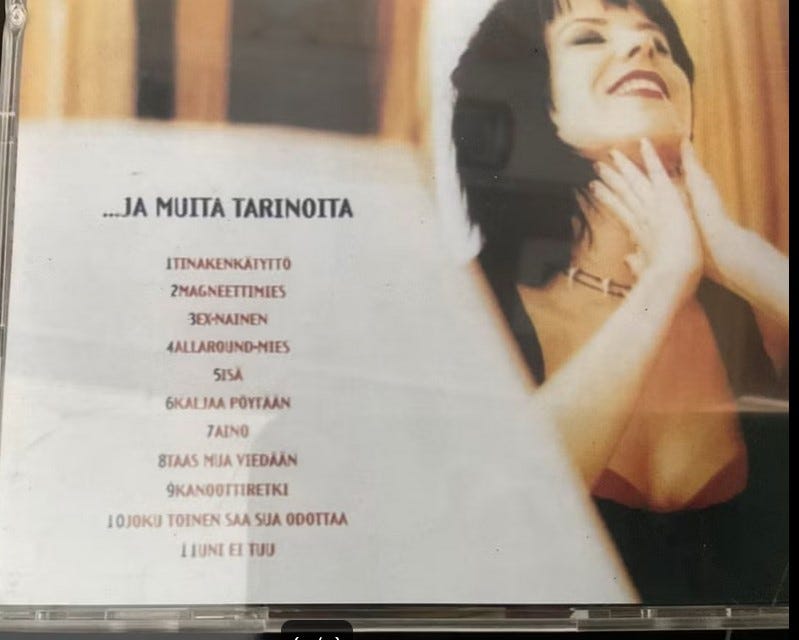 ...JA MUITA TARINOITA
1TINAKENKÄTYTTÖ
2MAGNEETTIMIES
3EX-NAINEN
4ALLAROUND-MIES
5ISÄ
6KALJAA PÖYTÄÄN
7AINO
8TAAS MUA VIEDÄÄN
9KANOOTTIRETKI
10JOKU TOINEN SAA SUA ODOTTAA
11UNI EI TUU